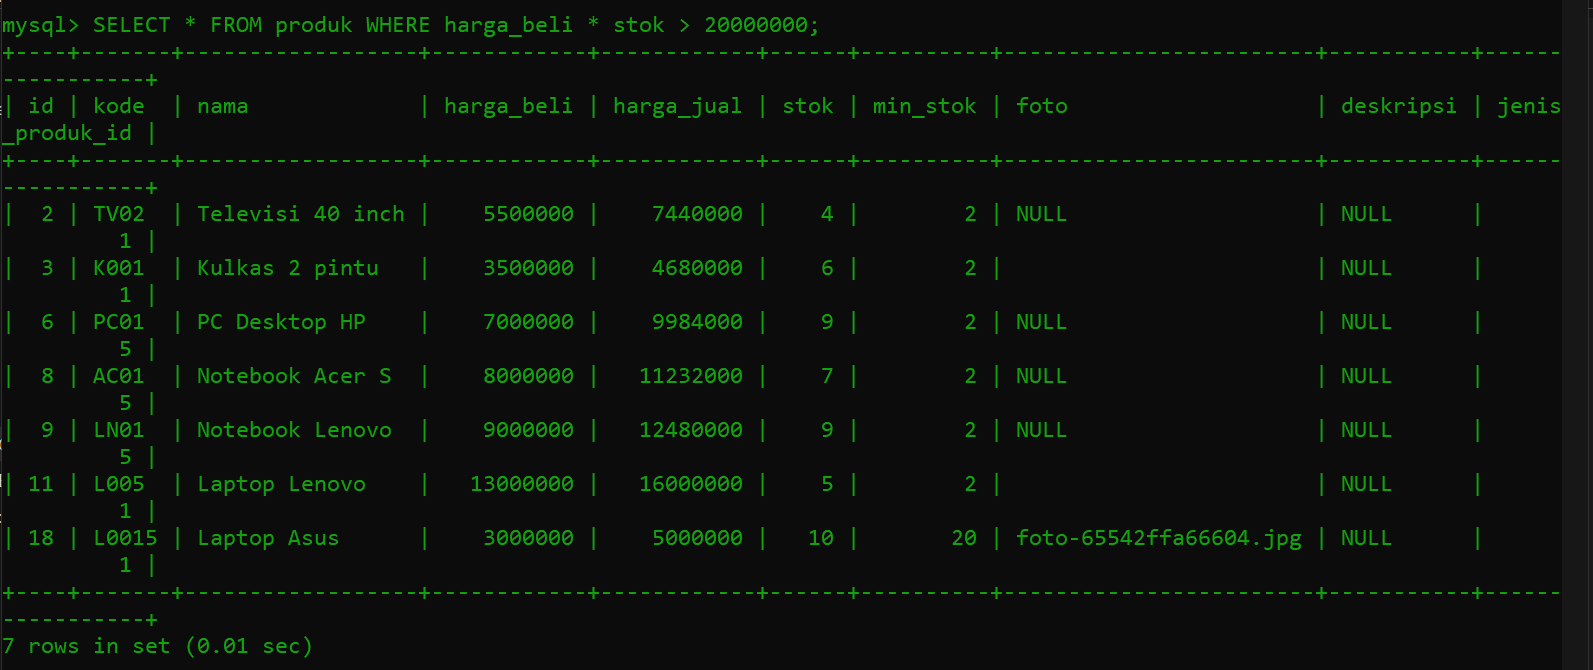 mysql> SELECT * FROM produk WHERE harga_beli * stok > 20000000;
+----+-------+------------------+------------+------------+------+----------+------------------------+-----------+------
-----------+
| id | kode  | nama             | harga_beli | harga_jual | stok | min_stok | foto                   | deskripsi | jenis
_produk_id |
+----+-------+------------------+------------+------------+------+----------+------------------------+-----------+------
-----------+
|  2 | TV02  | Televisi 40 inch |    5500000 |    7440000 |    4 |        2 | NULL                   | NULL      |
         1 |
|  3 | K001  | Kulkas 2 pintu   |    3500000 |    4680000 |    6 |        2 |                        | NULL      |
         1 |
|  6 | PC01  | PC Desktop HP    |    7000000 |    9984000 |    9 |        2 | NULL                   | NULL      |
         5 |
|  8 | AC01  | Notebook Acer S  |    8000000 |   11232000 |    7 |        2 | NULL                   | NULL      |
         5 |
|  9 | LN01  | Notebook Lenovo  |    9000000 |   12480000 |    9 |        2 | NULL                   | NULL      |
         5 |
| 11 | L005  | Laptop Lenovo    |   13000000 |   16000000 |    5 |        2 |                        | NULL      |
         1 |
| 18 | L0015 | Laptop Asus      |    3000000 |    5000000 |   10 |       20 | foto-65542ffa66604.jpg | NULL      |
         1 |
+----+-------+------------------+------------+------------+------+----------+------------------------+-----------+------
-----------+
7 rows in set (0.01 sec)